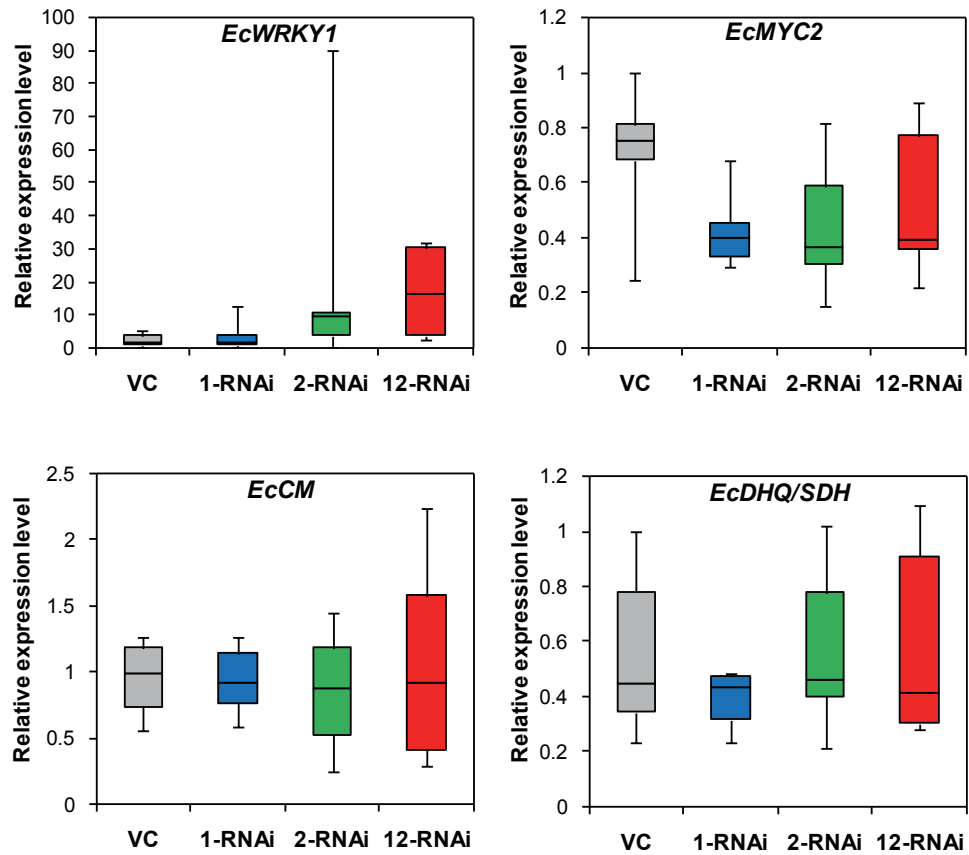 EcWRKY1
Relative expression level
100
90
80
70
60
50
40
30
20
10
0
VC 1-RNAi 2-RNAi 12-RNAi
EcMYC2
Relative expression level
1.2
1
0.8
0.6
0.4
0.2
0
VC 1-RNAi 2-RNAi 12-RNAi
EcCM
Relative expression level
2.5
2
1.5
1
0.5
0
VC 1-RNAi 2-RNAi 12-RNAi
EcDHQ/SDH
Relative expression level
1.2
1
0.8
0.6
0.4
0.2
0
VC 1-RNAi 2-RNAi 12-RNAi